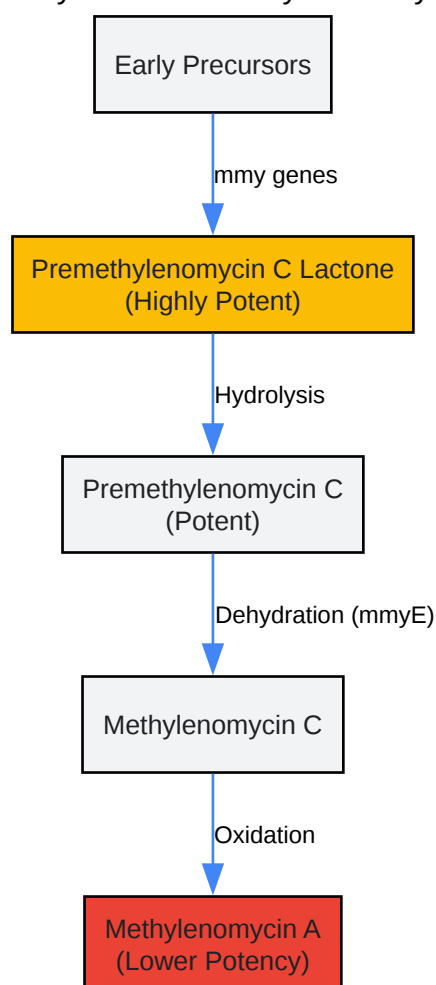 Early Precursors
mmy genes
Premethylenomycin C Lactone
(Highly Potent)
Hydrolysis
Premethylenomycin C
(Potent)
Dehydration (mmyE)
Methylenomycin C
Oxidation
Methylenomycin A
(Lower Potency)